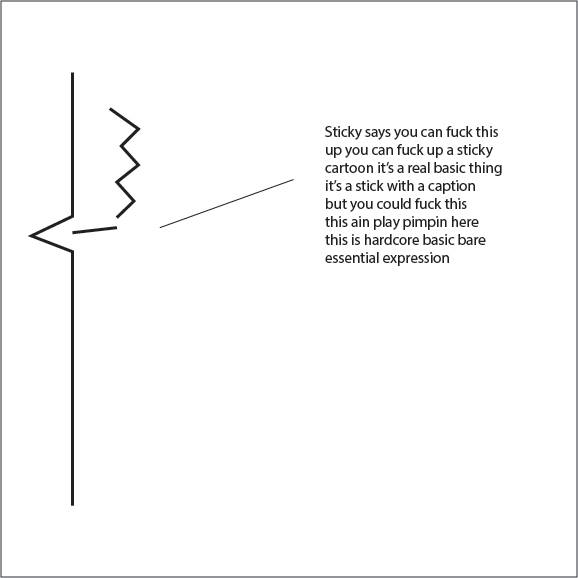 Sticky says you can fuck this
up you can fuck up a sticky
cartoon it's a real basic thing
it's a stick with a caption
but you could fuck this
this ain play pimpin here
this is hardcore basic bare
essential expression